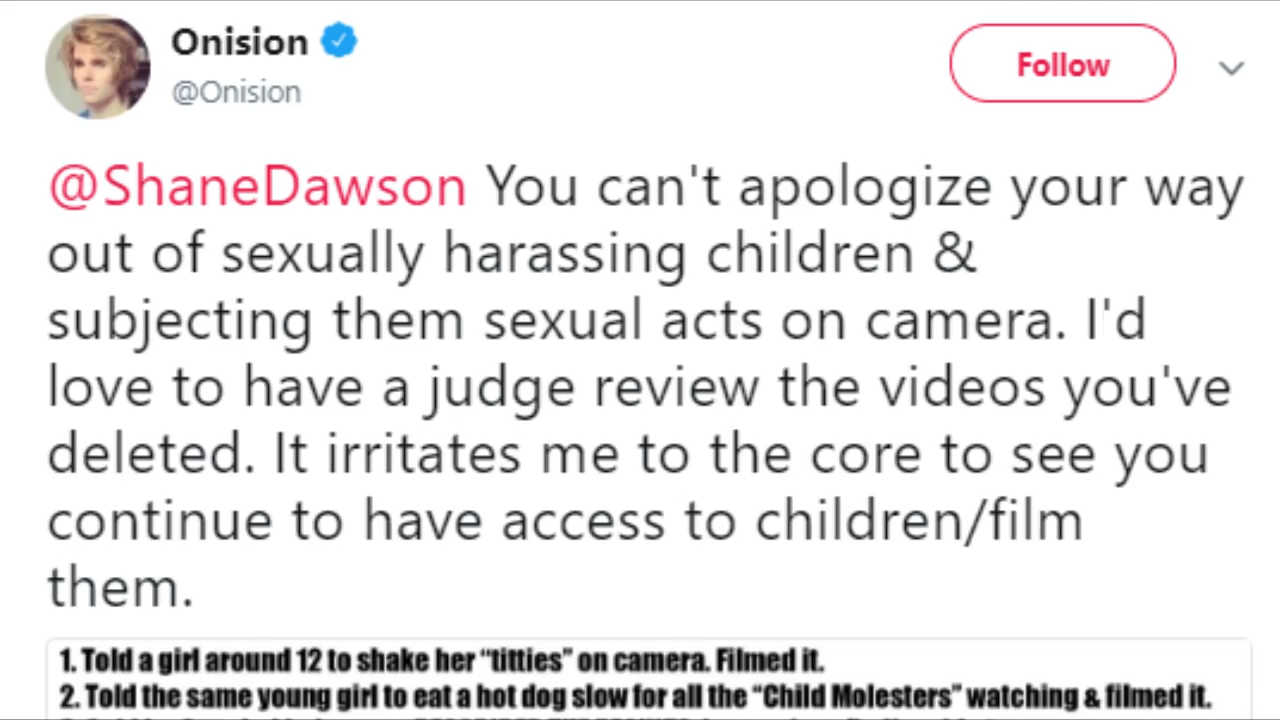 Onision
@Onision
Follow
@ShaneDawson You can't apologize your way
out of sexually harassing children &
subjecting them sexual acts on camera. I'd
love to have a judge review the videos you've
deleted. It irritates me to the core to see you
continue to have access to children/film
them.
1. Told a girl around 12 to shake her "titties" on camera. Filmed it.
2. Told the same young girl to eat a hot dog slow for all the "Child Molesters" watching & filmed it.